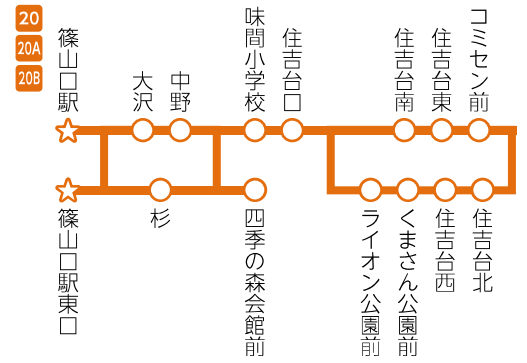 20
20A
20B
篠山口駅
大沢
中野
味間小学校
住吉台口
住吉台南
住吉台東
コミセン前
篠山口駅東口
杉
四季の森会館前
ライオン公園前
くまさん公園前
住吉台西
住吉台北